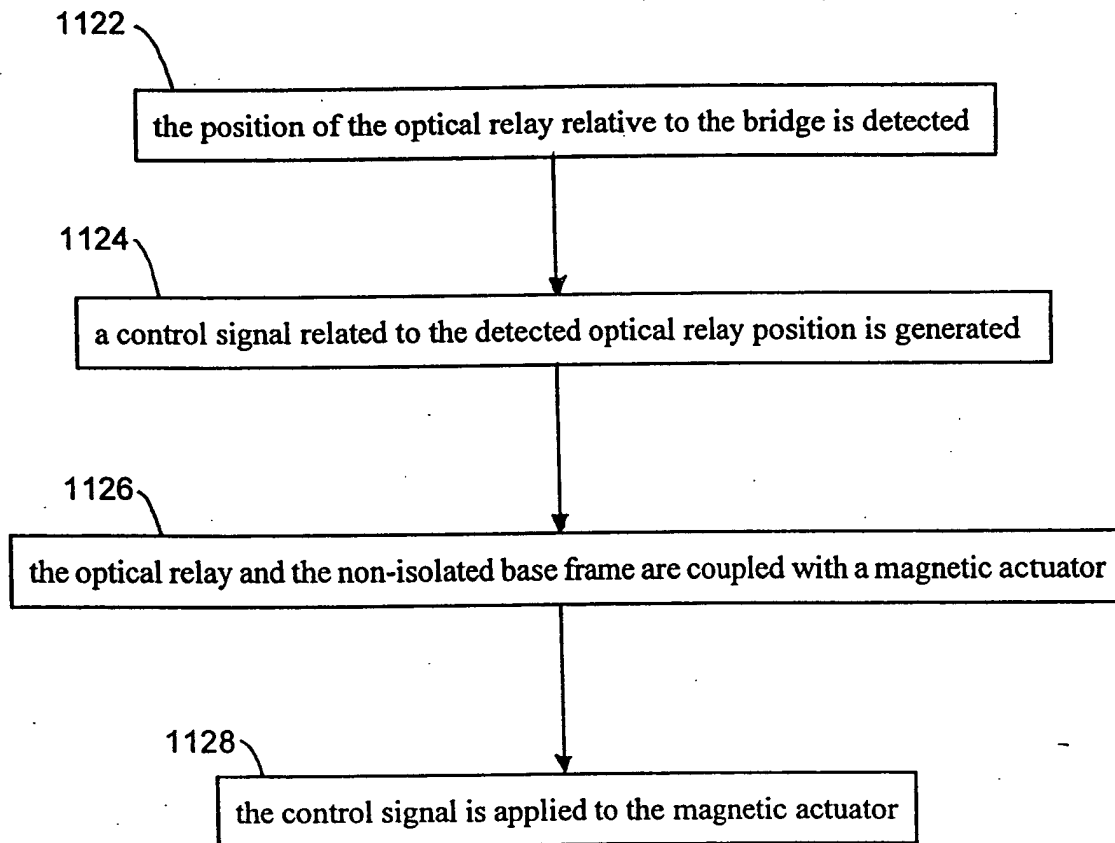 1122
the position of the optical relay relative to the bridge is detected
1124
a control signal related to the detected optical relay position is generated
1126
the optical relay and the non-isolated base frame are coupled with a magnetic actuator
1128
the control signal is applied to the magnetic actuator